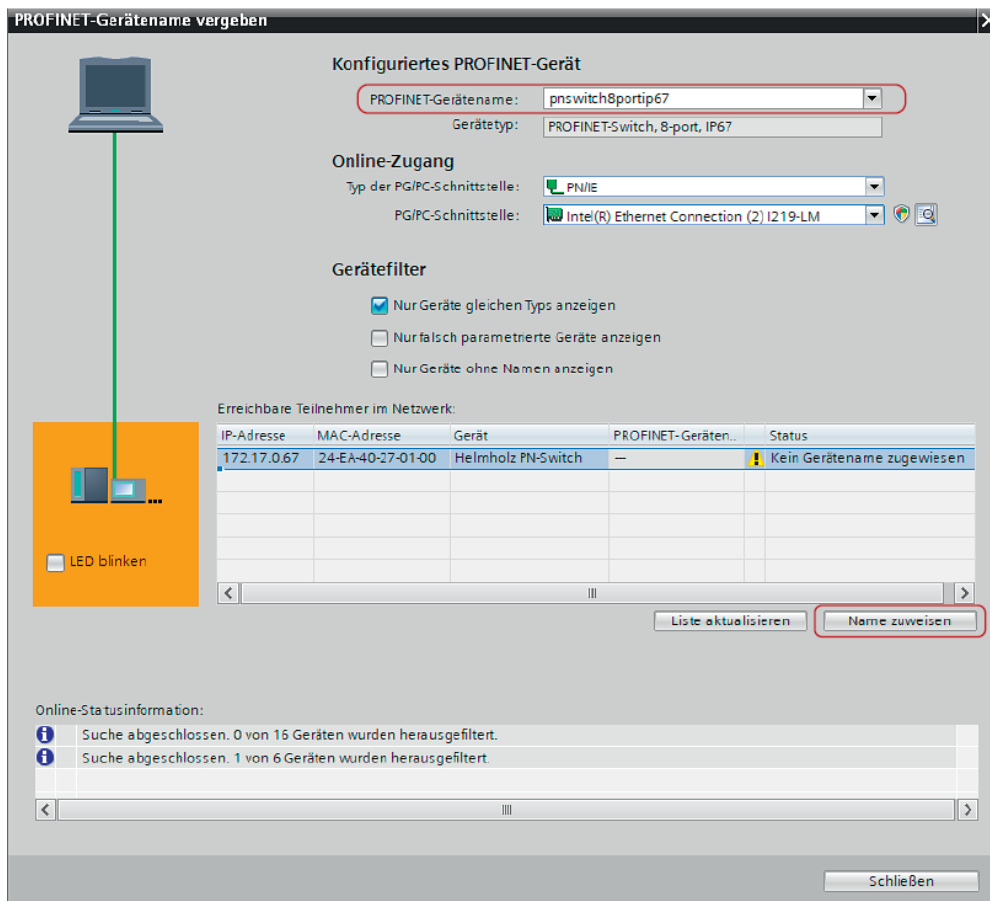 PROFINET-Gerätename vergeben
Konfiguriertes PROFINET-Gerät
PROFINET-Gerätename: pnswitch8portip67
Gerätetyp: PROFINET-Switch, 8-port, IP67
Online-Zugang
Typ der PG/PC-Schnittstelle: PN/IE
PG/PC-Schnittstelle: Intel(R) Ethernet Connection (2) I219-LM
Gerätefilter
Nur Geräte gleichen Typs anzeigen
Nur falsch parametrierte Geräte anzeigen
Nur Geräte ohne Namen anzeigen
Erreichbare Teilnehmer im Netzwerk:
IP-Adresse MAC-Adresse Gerät PROFINET-Geräten.. Status
172.17.0.67 24-EA-40-27-01-00 Helmholz PN-Switch — Kein Gerätename zugewiesen
LED blinken
Liste aktualisieren Name zuweisen
Online-Statusinformation:
Suche abgeschlossen. 0 von 16 Geräten wurden herausgefiltert.
Suche abgeschlossen. 1 von 6 Geräten wurden herausgefiltert.
Schließen